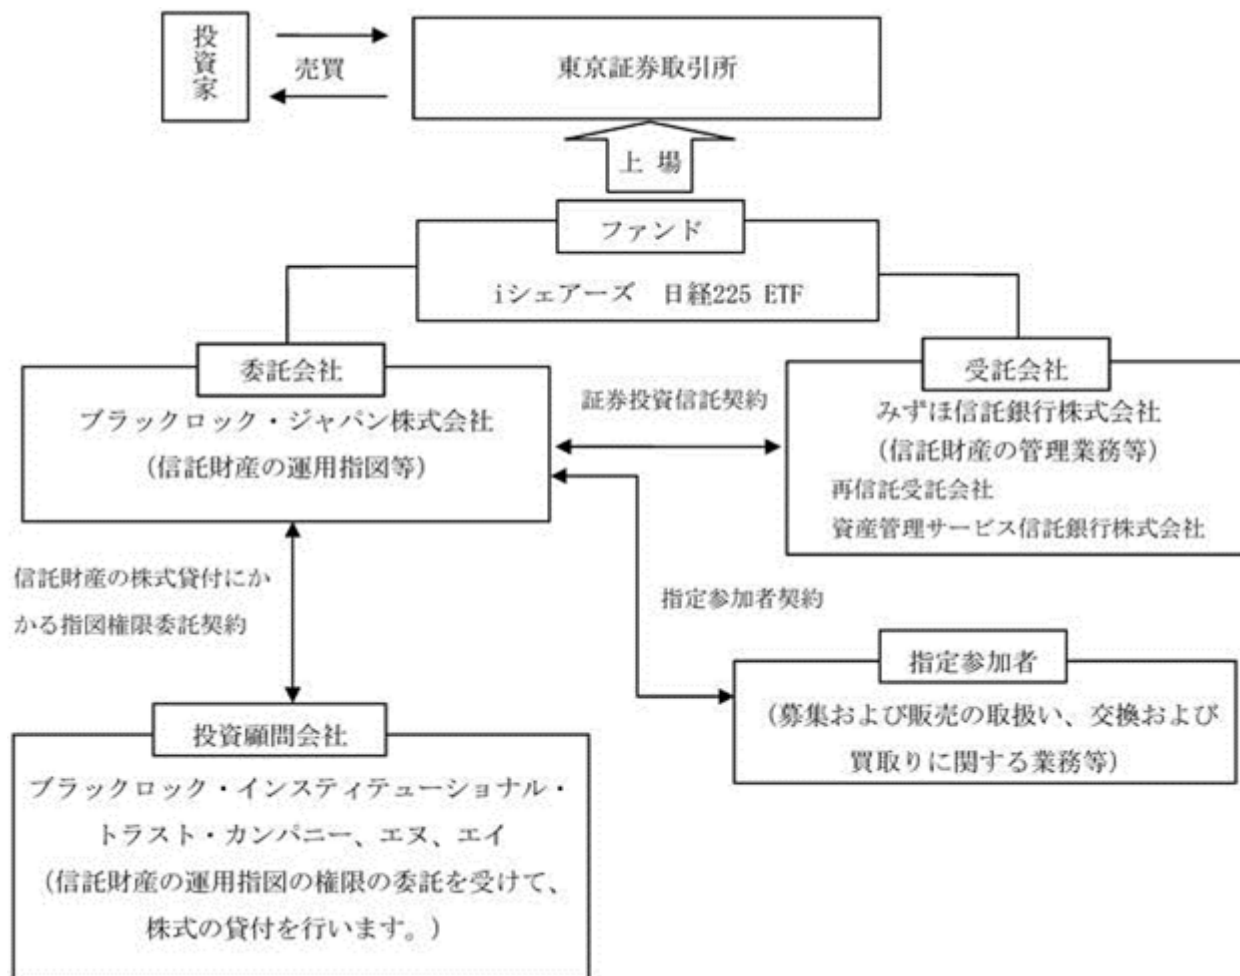 投資家
売買
東京証券取引所
上 場
ファンド
iシェアーズ 日経225 ETF
委託会社
ブラックロック・ジャパン株式会社
(信託財産の運用指図等)
証券投資信託契約
受託会社
みずほ信託銀行株式会社
(信託財産の管理業務等)
再信託受託会社
資産管理サービス信託銀行株式会社
信託財産の株式貸付にか
かる指図権限委託契約
指定参加者契約
指定参加者
(募集および販売の取扱い、交換および
買取りに関する業務等)
投資顧問会社
ブラックロック・インスティテューショナル・
トラスト・カンパニー、エヌ、エイ
(信託財産の運用指図の権限の委託を受けて、
株式の貸付を行います。)